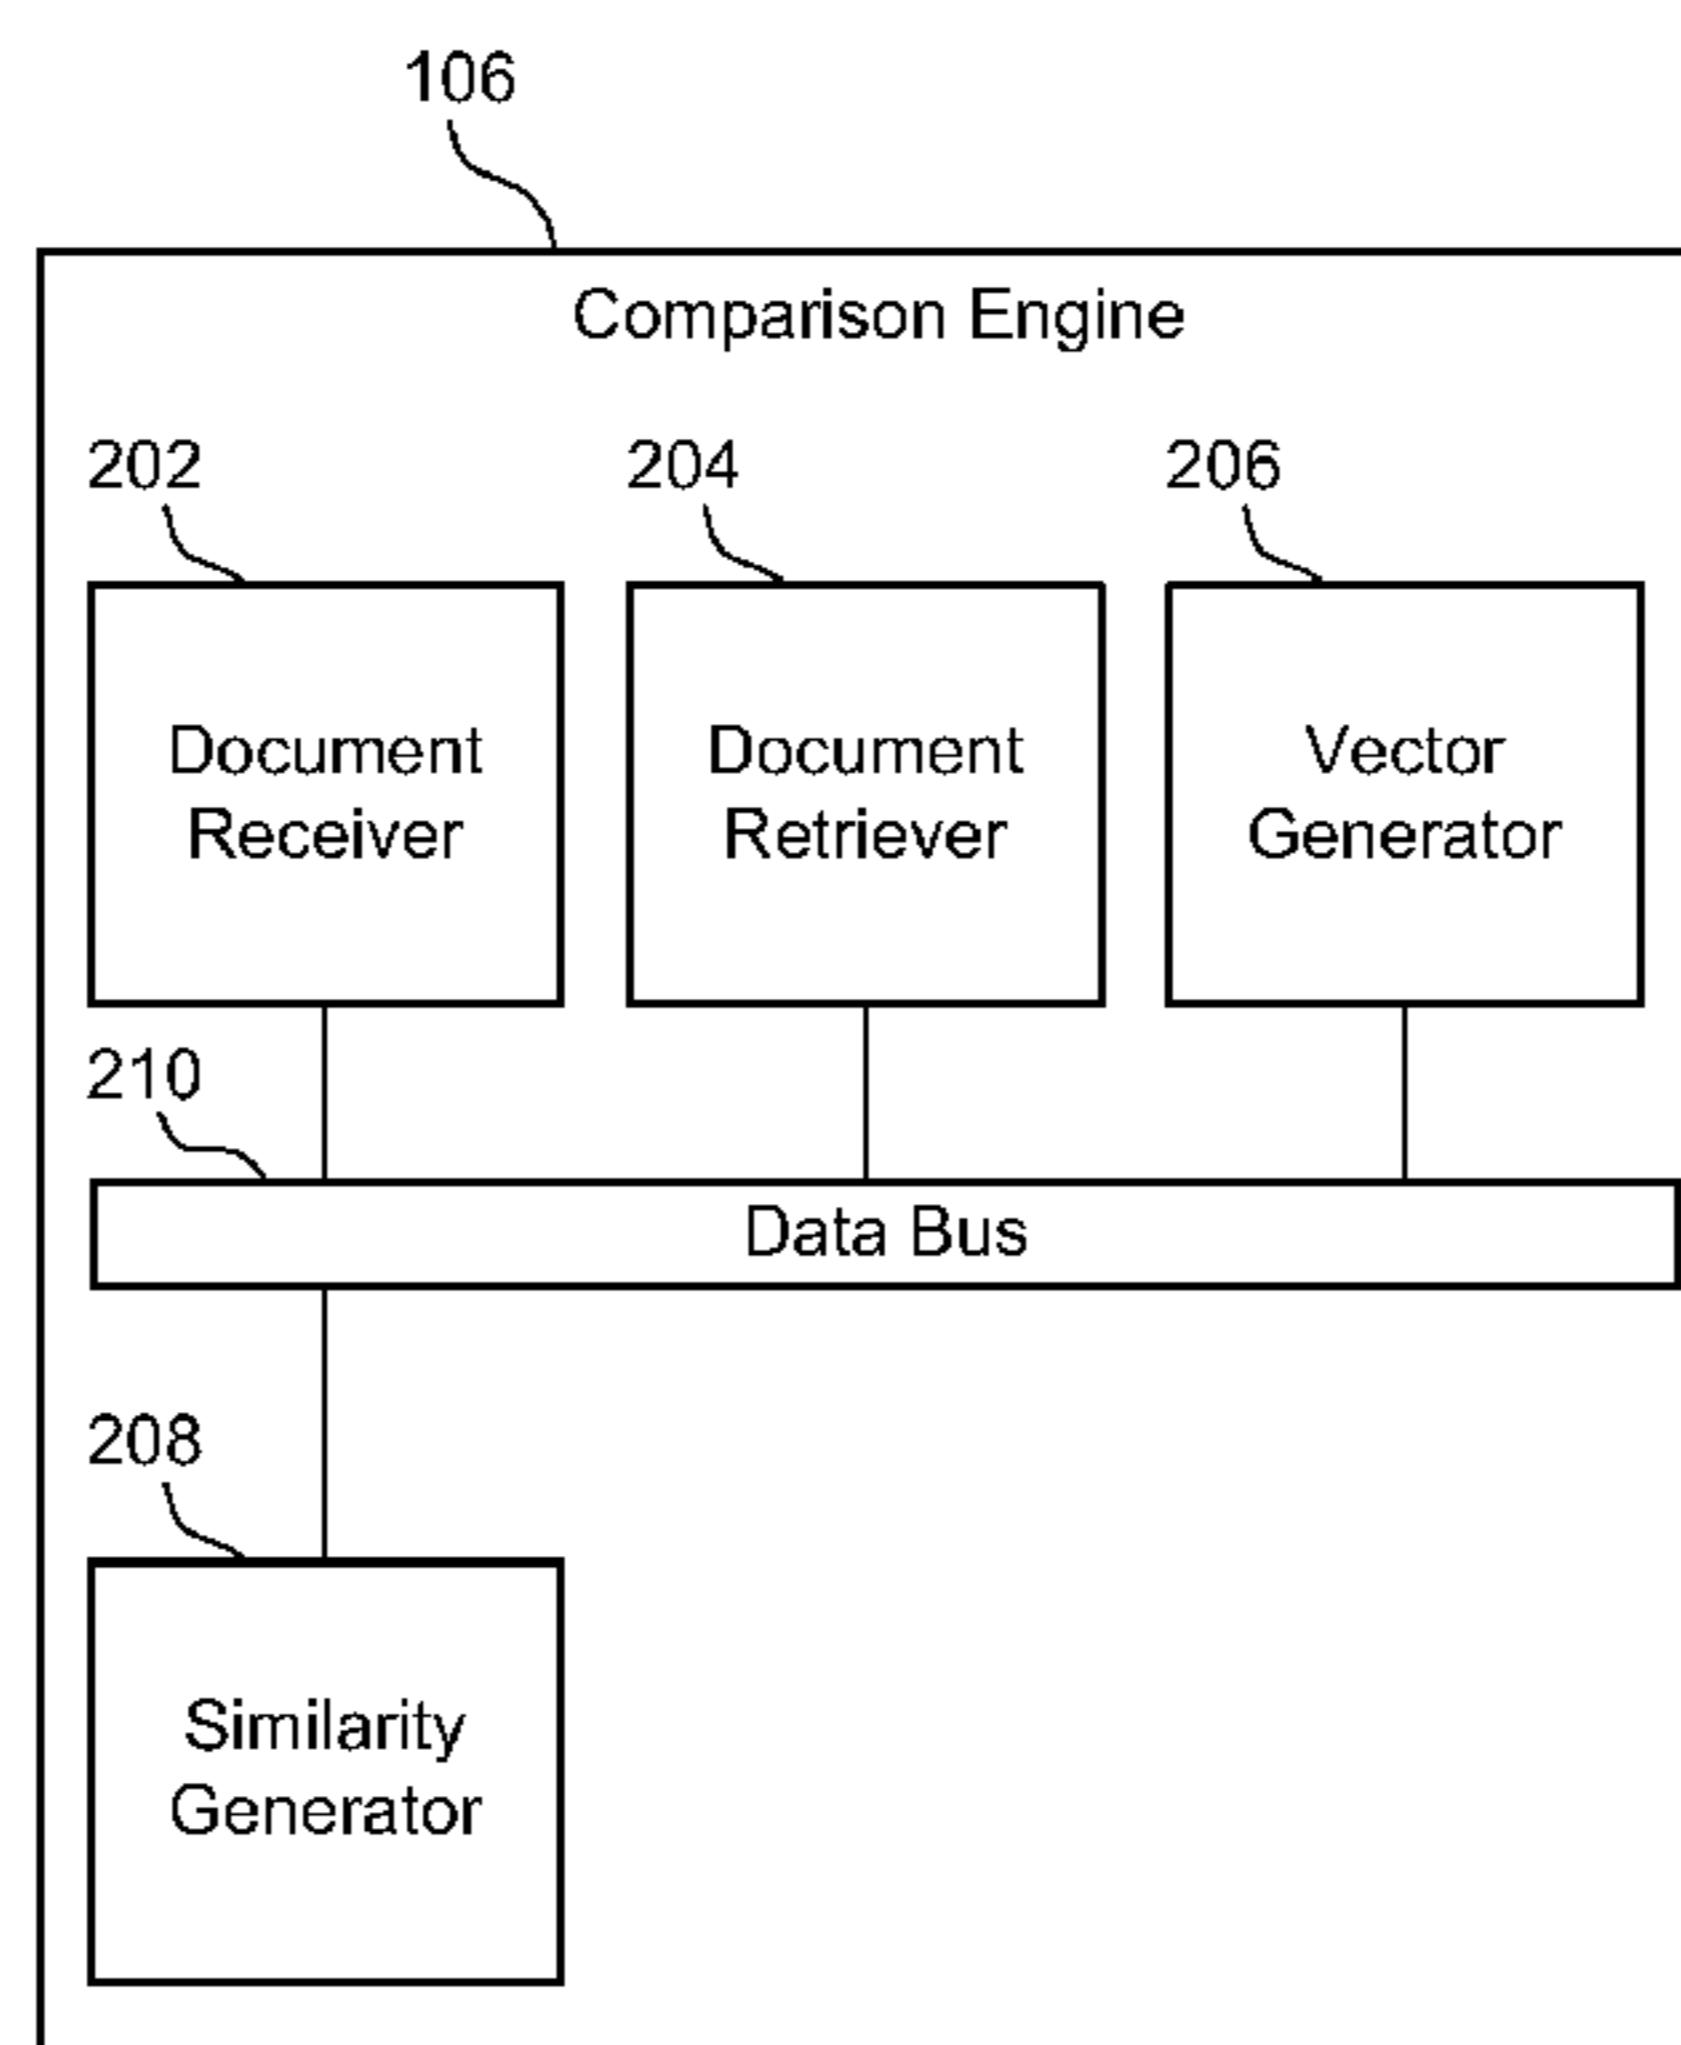 106
Comparison Engine
202
204
206
Document
Receiver
Document
Retriever
Vector
Generator
210
Data Bus
208
Similarity
Generator